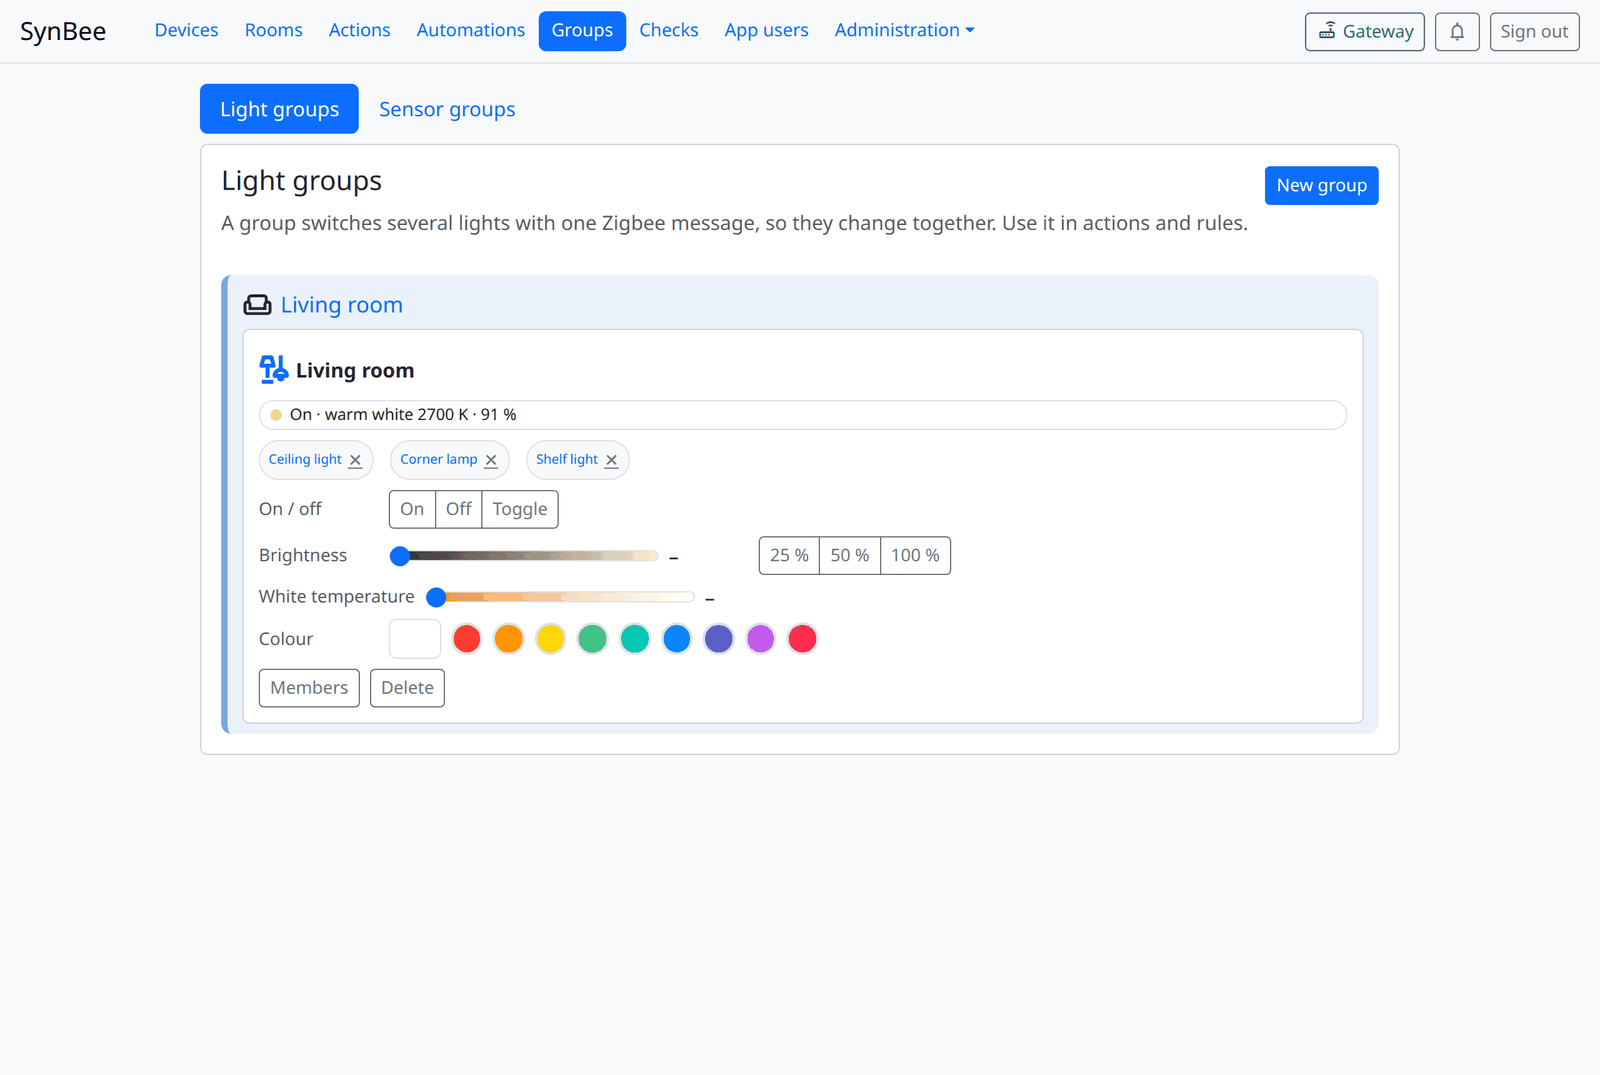 SynBee Devices Rooms Actions Automations Groups Checks App users Administration Gateway Sign out
Light groups Sensor groups
Light groups New group
A group switches several lights with one Zigbee message, so they change together. Use it in actions and rules.
Living room
Living room
On · warm white 2700 K · 91 %
Ceiling light × Corner lamp × Shelf light ×
On / off On Off Toggle
Brightness – 25 % 50 % 100 %
White temperature –
Colour
Members Delete